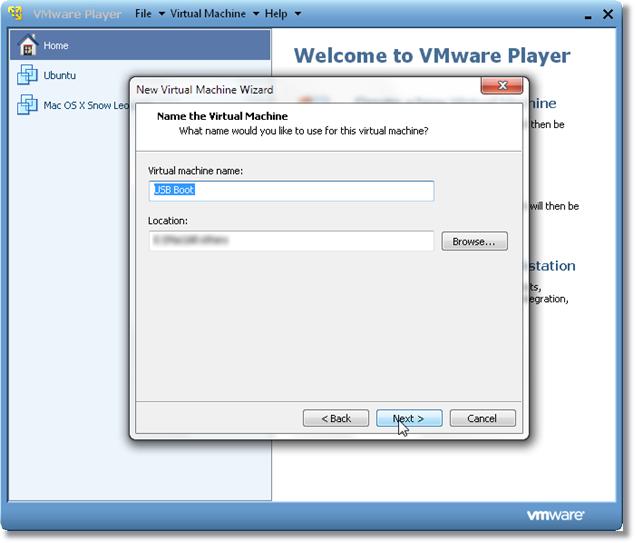 VMware Player File Virtual Machine Help
Home
Ubuntu
Mac OS X Snow Leo
Welcome to VMware Player
New Virtual Machine Wizard
Name the Virtual Machine
What name would you like to use for this virtual machine?
Virtual machine name:
USB Boot
Location:
Browse...
< Back Next > Cancel
then be
will then be
station
ts,
egration,
vmware